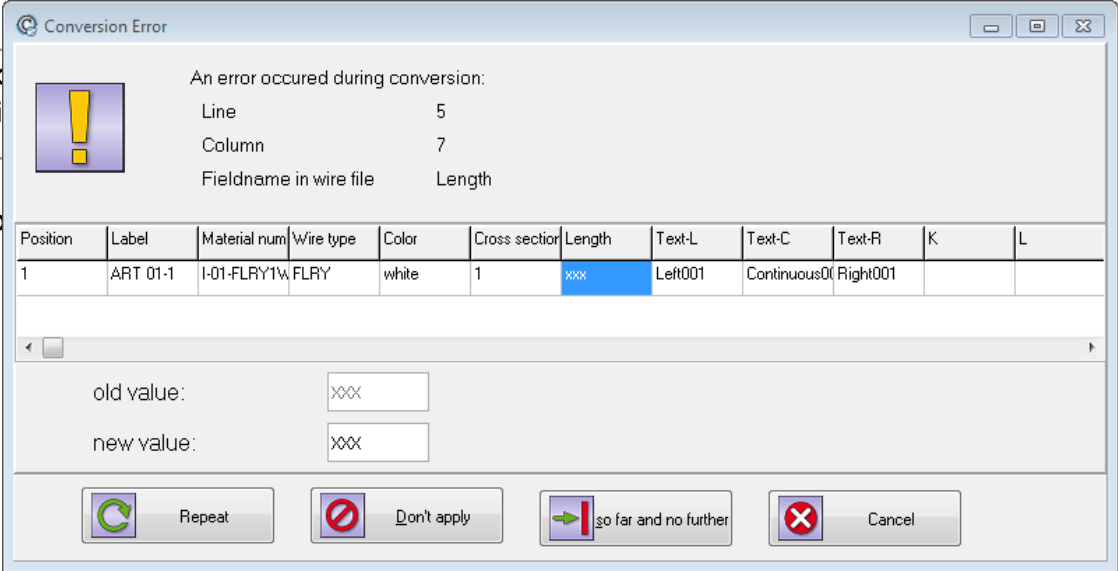 Conversion Error
An error occured during conversion:
Line 5
Column 7
Fieldname in wire file Length
Position Label Material num Wire type Color Cross section Length Text-L Text-C Text-R K L
1 ART 01-1 I-01-FLRY1W FLRY white 1 xxx Left001 Continuous00 Right001
old value: xxx
new value: xxx
Repeat Don't apply so far and no further Cancel